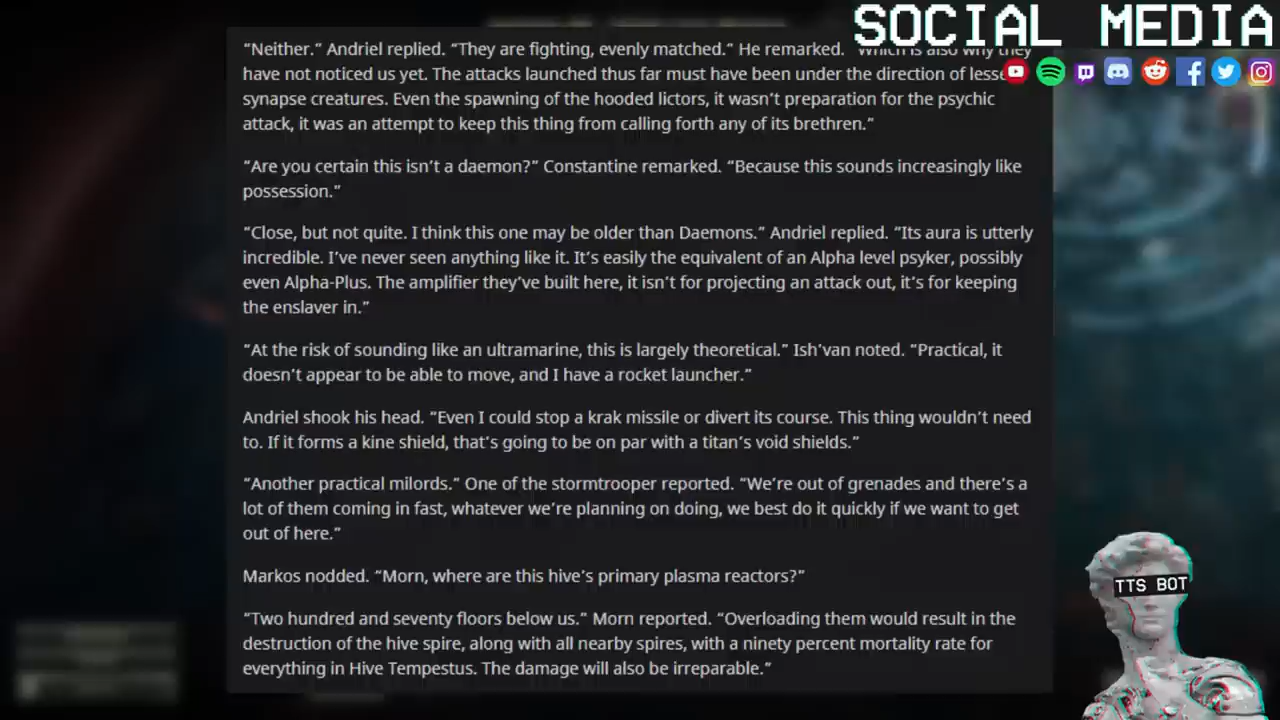 SOCIAL MEDIA
“Neither.” Andriel replied. “They are fighting, evenly matched.” He remarked. “Which is also why they
have not noticed us yet. The attacks launched thus far must have been under the direction of lesse
synapse creatures. Even the spawning of the hooded lictors, it wasn’t preparation for the psychic
attack, it was an attempt to keep this thing from calling forth any of its brethren.”
“Are you certain this isn’t a daemon?” Constantine remarked. “Because this sounds increasingly like
possession.”
“Close, but not quite. I think this one may be older than Daemons.” Andriel replied. “Its aura is utterly
incredible. I’ve never seen anything like it. It’s easily the equivalent of an Alpha level psyker, possibly
even Alpha-Plus. The amplifier they’ve built here, it isn’t for projecting an attack out, it’s for keeping
the enslaver in.”
“At the risk of sounding like an ultramarine, this is largely theoretical.” Ish’van noted. “Practical, it
doesn’t appear to be able to move, and I have a rocket launcher.”
Andriel shook his head. “Even I could stop a krak missile or divert its course. This thing wouldn’t need
to. If it forms a kine shield, that’s going to be on par with a titan’s void shields.”
“Another practical milords.” One of the stormtrooper reported. “We’re out of grenades and there’s a
lot of them coming in fast, whatever we’re planning on doing, we best do it quickly if we want to get
out of here.”
Markos nodded. “Morn, where are this hive’s primary plasma reactors?”
“Two hundred and seventy floors below us.” Morn reported. “Overloading them would result in the
destruction of the hive spire, along with all nearby spires, with a ninety percent mortality rate for
everything in Hive Tempestus. The damage will also be irreparable.”
TTS BOT